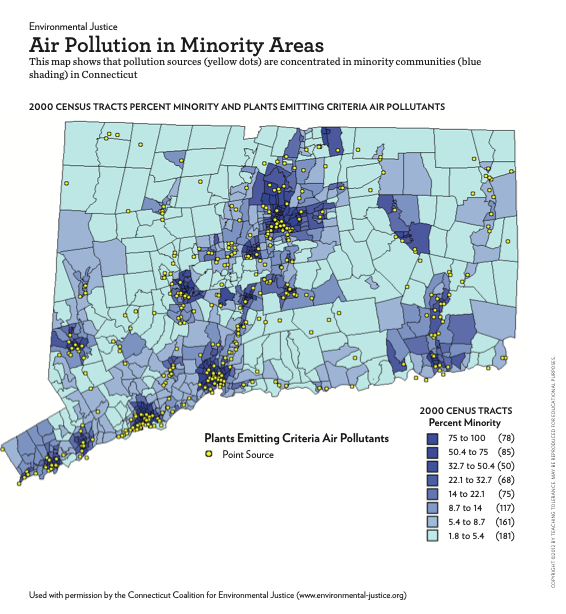 Environmental Justice
Air Pollution in Minority Areas
This map shows that pollution sources (yellow dots) are concentrated in minority communities (blue
shading) in Connecticut
2000 CENSUS TRACTS PERCENT MINORITY AND PLANTS EMITTING CRITERIA AIR POLLUTANTS
Plants Emitting Criteria Air Pollutants
Point Source
2000 CENUS TRACTS
Percent Minority
75 to 100 (78)
50.4 to 75 (85)
32.7 to 50.4 (50)
22.1 to 32.7 (68)
14 to 22.1 (75)
8.7 to 14 (117)
5.4 to 8.7 (161)
1.8 to 5.4 (181)
COPYRIGHT ©2012 BY TEACHING TOLERANCE. MAY BE REPRODUCED FOR EDUCATIONAL PURPOSES.
Used with permission by the Connecticut Coalition for Environmental Justice (www.environmental-justice.org)